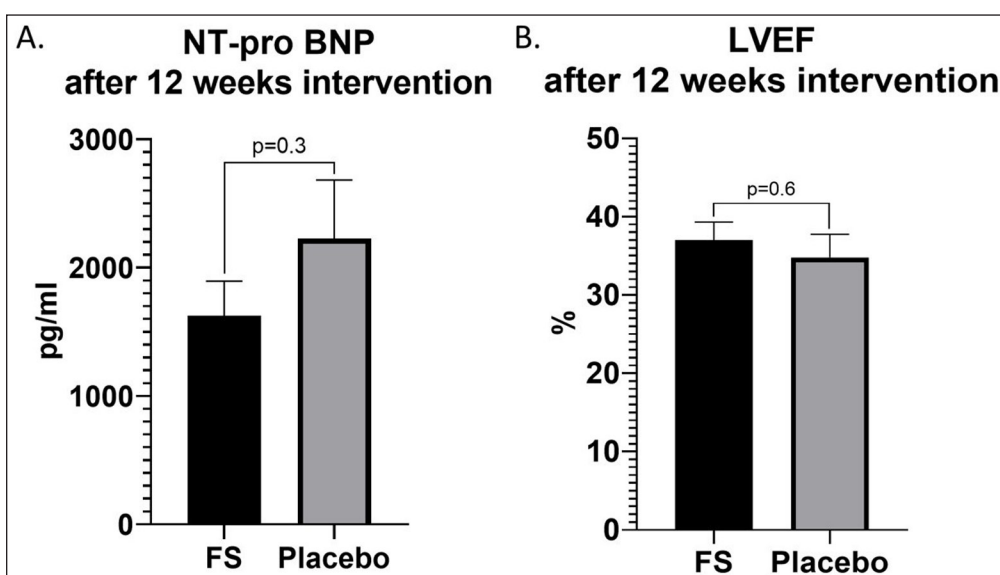 A.
NT-pro BNP
after 12 weeks intervention
3000
2000
1000
0
pg/ml
p=0.3
FS
Placebo
B.
LVEF
after 12 weeks intervention
50
40
30
20
10
0
%
p=0.6
FS
Placebo